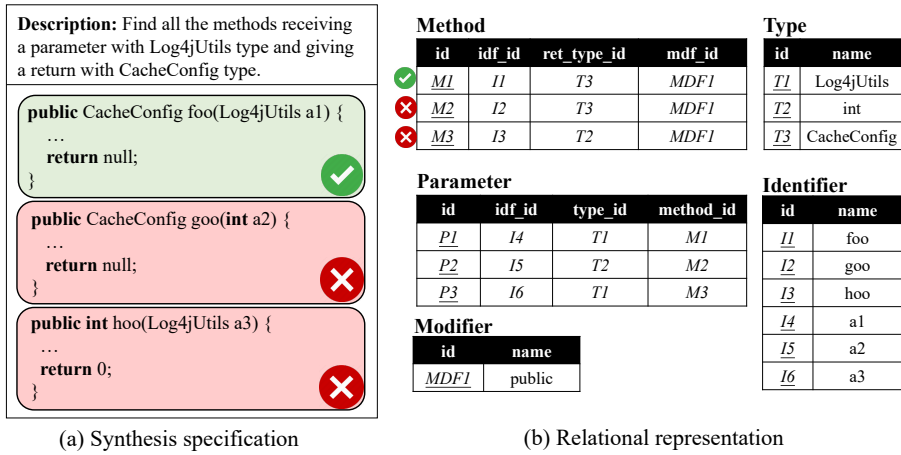 Description: Find all the methods receiving
a parameter with Log4jUtils type and giving
a return with CacheConfig type.
public CacheConfig foo(Log4jUtils a1) {
…
return null;
}
public CacheConfig goo(int a2) {
…
return null;
}
public int hoo(Log4jUtils a3) {
…
return 0;
}
(a) Synthesis specification
Method
id idf_id ret_type_id mdf_id
M1 I1 T3 MDF1
M2 I2 T3 MDF1
M3 I3 T2 MDF1
Type
id name
T1 Log4jUtils
T2 int
T3 CacheConfig
Parameter
id idf_id type_id method_id
P1 I4 T1 M1
P2 I5 T2 M2
P3 I6 T1 M3
Identifier
id name
I1 foo
I2 goo
I3 hoo
I4 a1
I5 a2
I6 a3
Modifier
id name
MDF1 public
(b) Relational representation